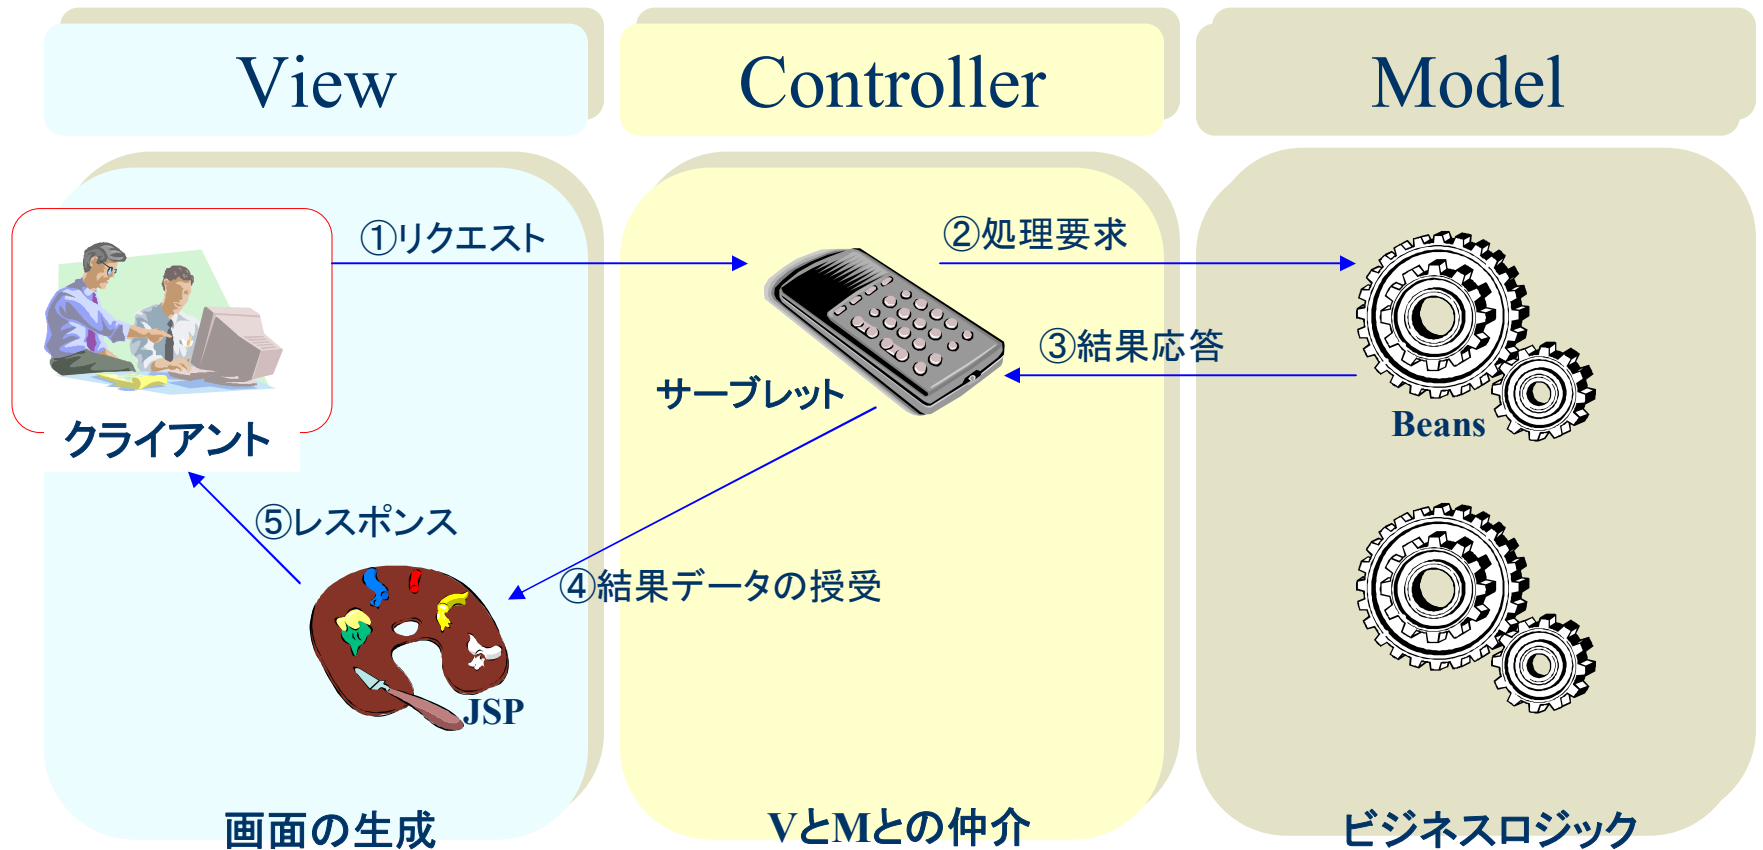 View
Controller
Model
①リクエスト
②処理要求
③結果応答
サーブレット
クライアント
Beans
⑤レスポンス
④結果データの授受
JSP
画面の生成
VとMとの仲介
ビジネスロジック